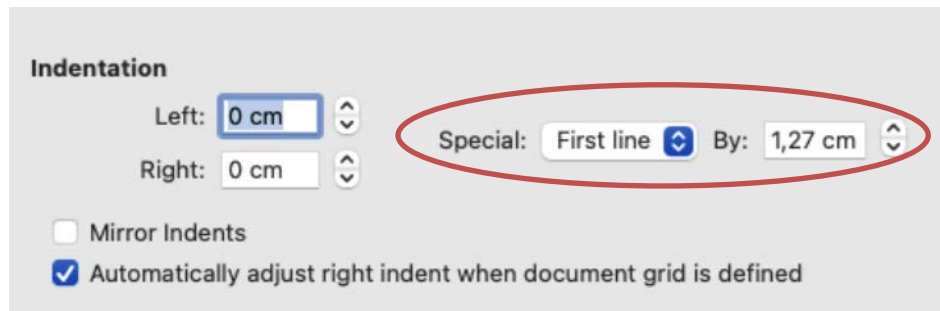 Indentation
Left: 0 cm
Special: First line By: 1,27 cm
Right: 0 cm
Mirror Indents
Automatically adjust right indent when document grid is defined